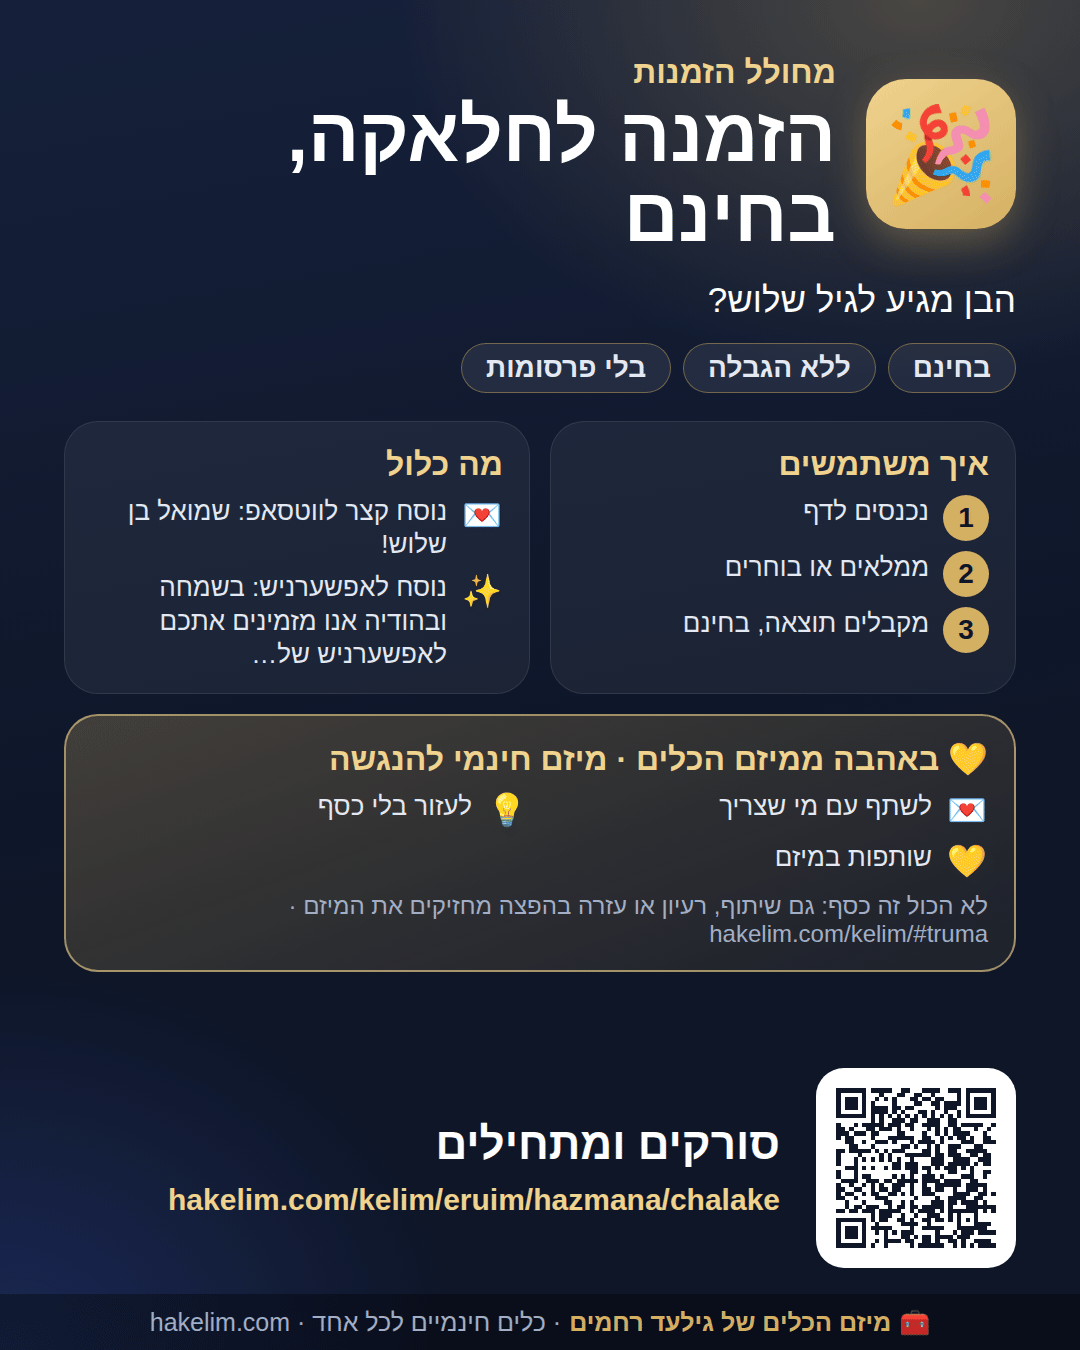 מחולל הזמנות
הזמנה לחלאקה,
בחינם
הבן מגיע לגיל שלוש?
בחינם
ללא הגבלה
בלי פרסומות
איך משתמשים
1 נכנסים לדף
2 ממלאים או בוחרים
3 מקבלים תוצאה, בחינם
מה כלול
נוסח קצר לווטסאפ: שמואל בן
שלוש!
נוסח לאפשערניש: בשמחה
ובהודיה אנו מזמינים אתכם
לאפשערניש של…
באהבה ממיזם הכלים · מיזם חינמי להנגשה
לשתף עם מי שצריך
לעזור בלי כסף
שותפות במיזם
לא הכול זה כסף: גם שיתוף, רעיון או עזרה בהפצה מחזיקים את המיזם ·
hakelim.com/kelim/#truma
סורקים ומתחילים
hakelim.com/kelim/eruim/hazmana/chalake
מיזם הכלים של גילעד רחמים · כלים חינמיים לכל אחד · hakelim.com